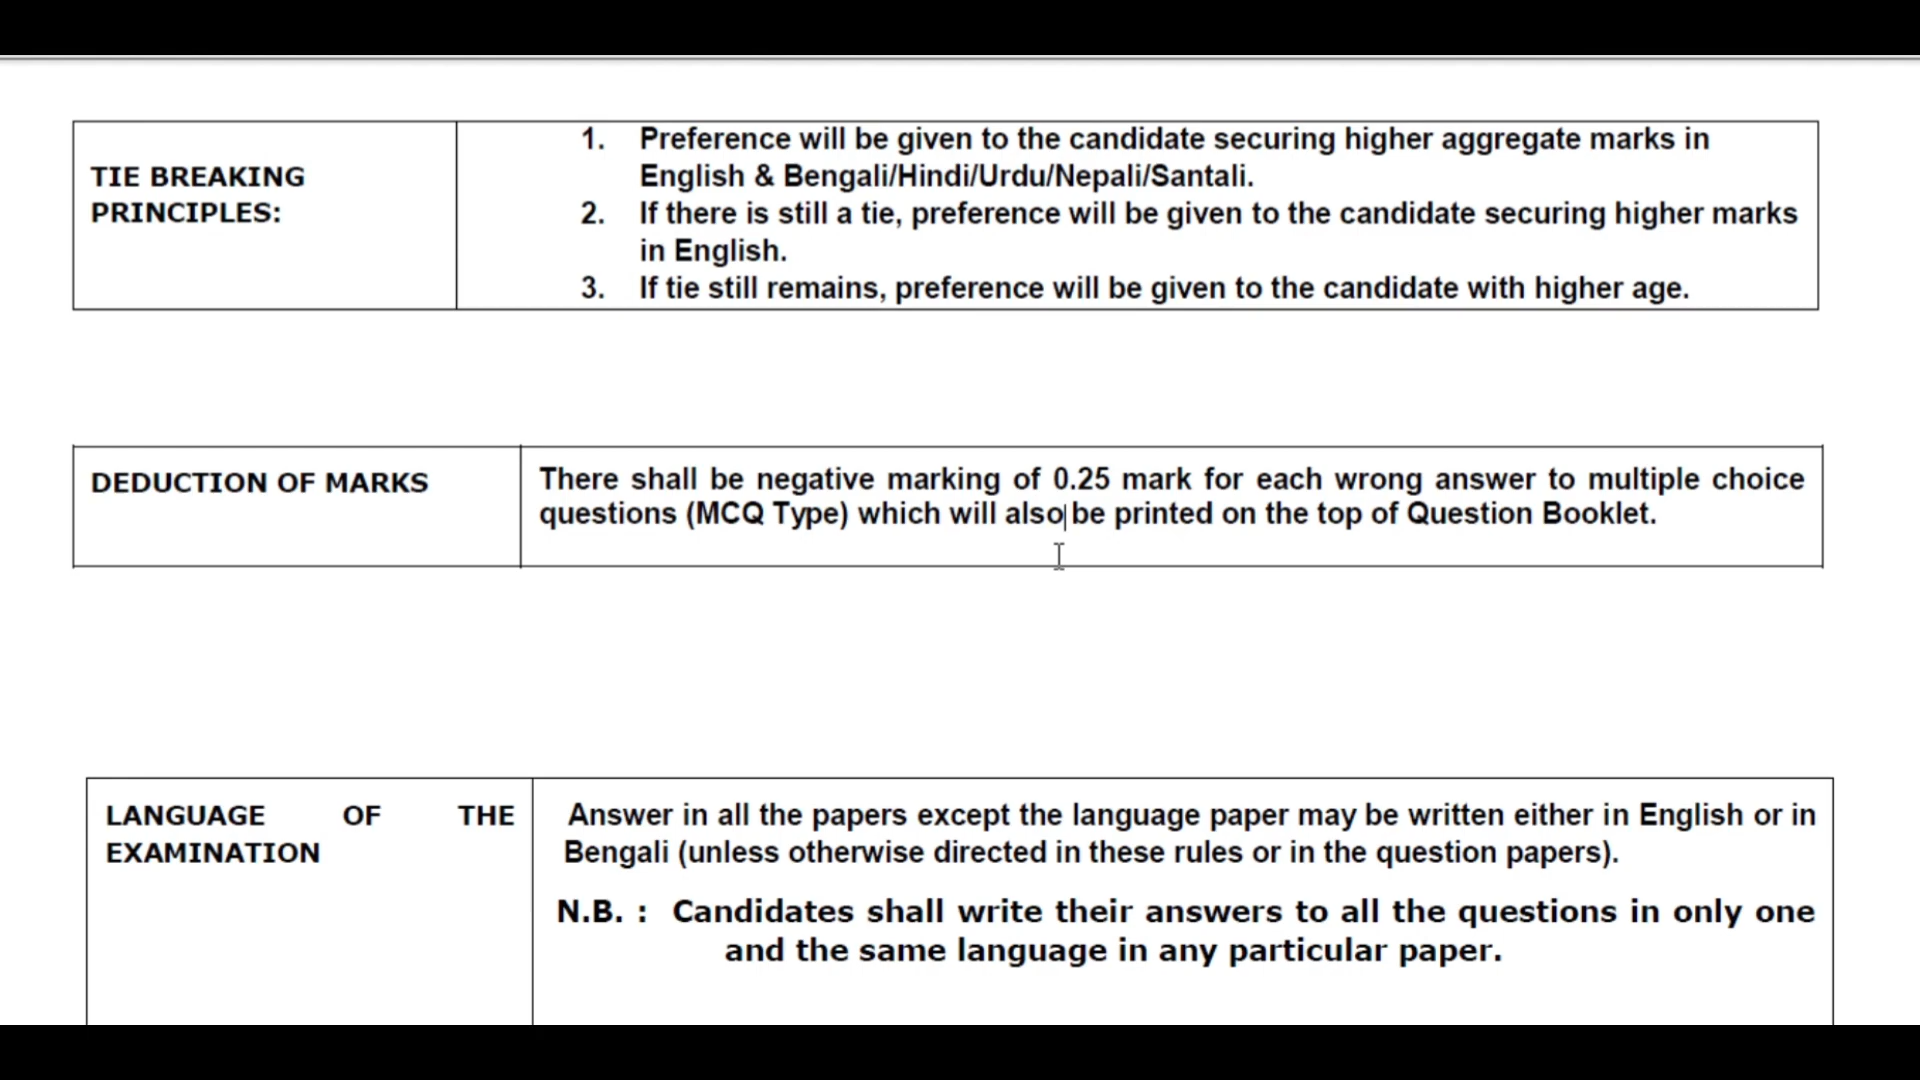 TIE BREAKING
PRINCIPLES:
1. Preference will be given to the candidate securing higher aggregate marks in
English & Bengali/Hindi/Urdu/Nepali/Santali.
2. If there is still a tie, preference will be given to the candidate securing higher marks
in English.
3. If tie still remains, preference will be given to the candidate with higher age.
DEDUCTION OF MARKS
There shall be negative marking of 0.25 mark for each wrong answer to multiple choice
questions (MCQ Type) which will also be printed on the top of Question Booklet.
LANGUAGE OF THE
EXAMINATION
Answer in all the papers except the language paper may be written either in English or in
Bengali (unless otherwise directed in these rules or in the question papers).
N.B. : Candidates shall write their answers to all the questions in only one
and the same language in any particular paper.